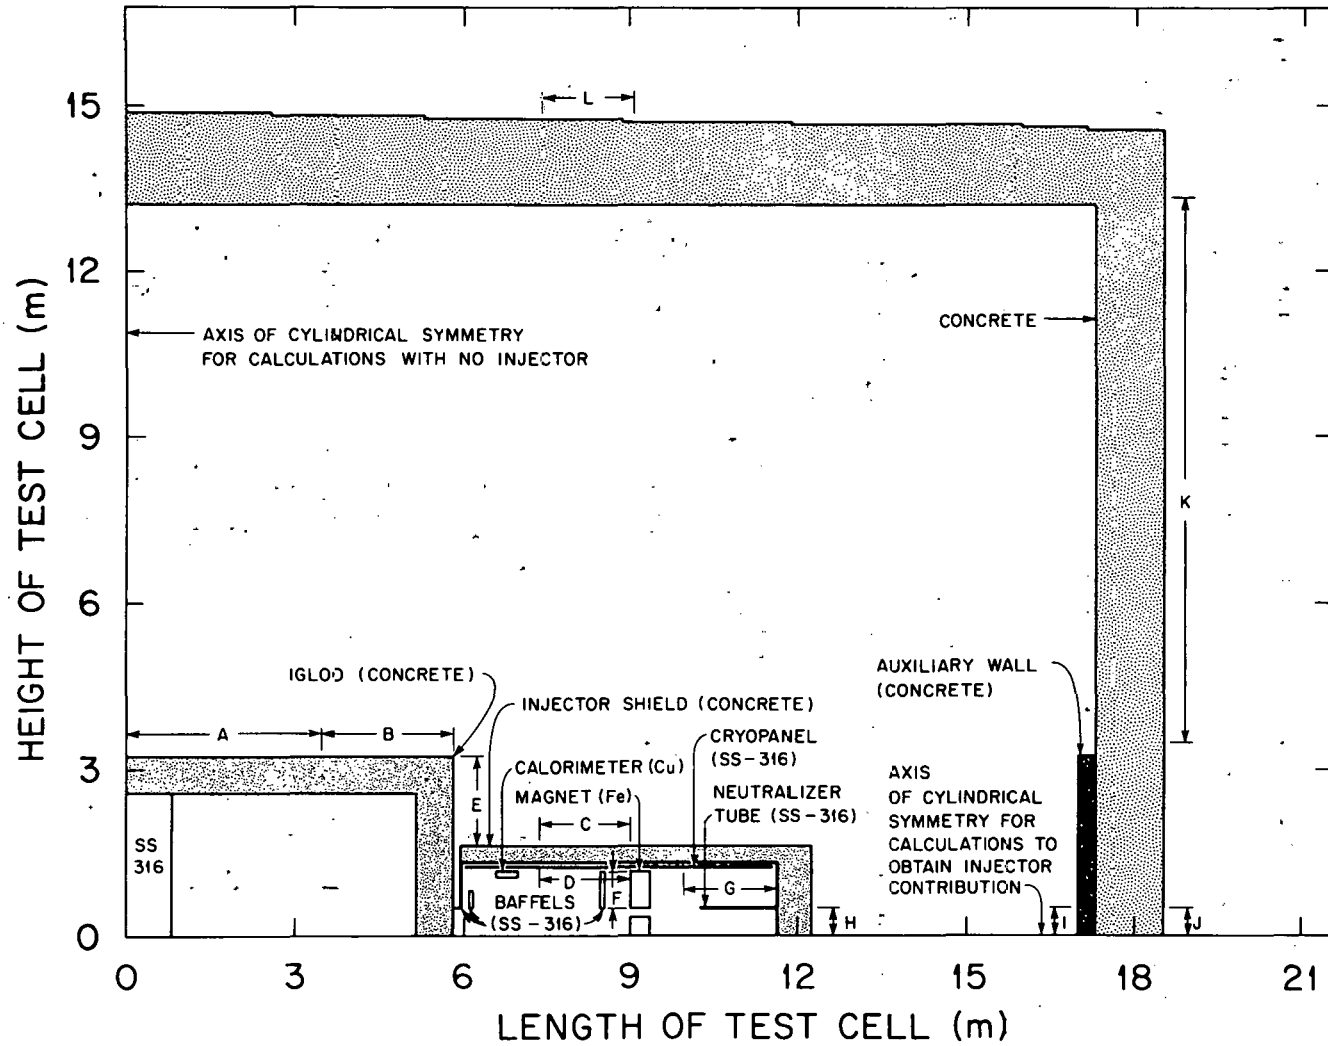 15
L
12
AXIS OF CYLINDRICAL SYMMETRY
FOR CALCULATIONS WITH NO INJECTOR
CONCRETE
HEIGHT OF TEST CELL (m)
9
K
6
IGLOO (CONCRETE)
AUXILIARY WALL
(CONCRETE)
INJECTOR SHIELD (CONCRETE)
A
B
CRYOPANEL
(SS-316)
3
E
CALORIMETER (Cu)
MAGNET (Fe)
NEUTRALIZER
TUBE (SS-316)
AXIS
OF CYLINDRICAL
SYMMETRY FOR
CALCULATIONS TO
OBTAIN INJECTOR
CONTRIBUTION
C
SS
316
D
F
G
BAFFELS
(SS-316)
H
I
J
0
0
3
6
9
12
15
18
21
LENGTH OF TEST CELL (m)